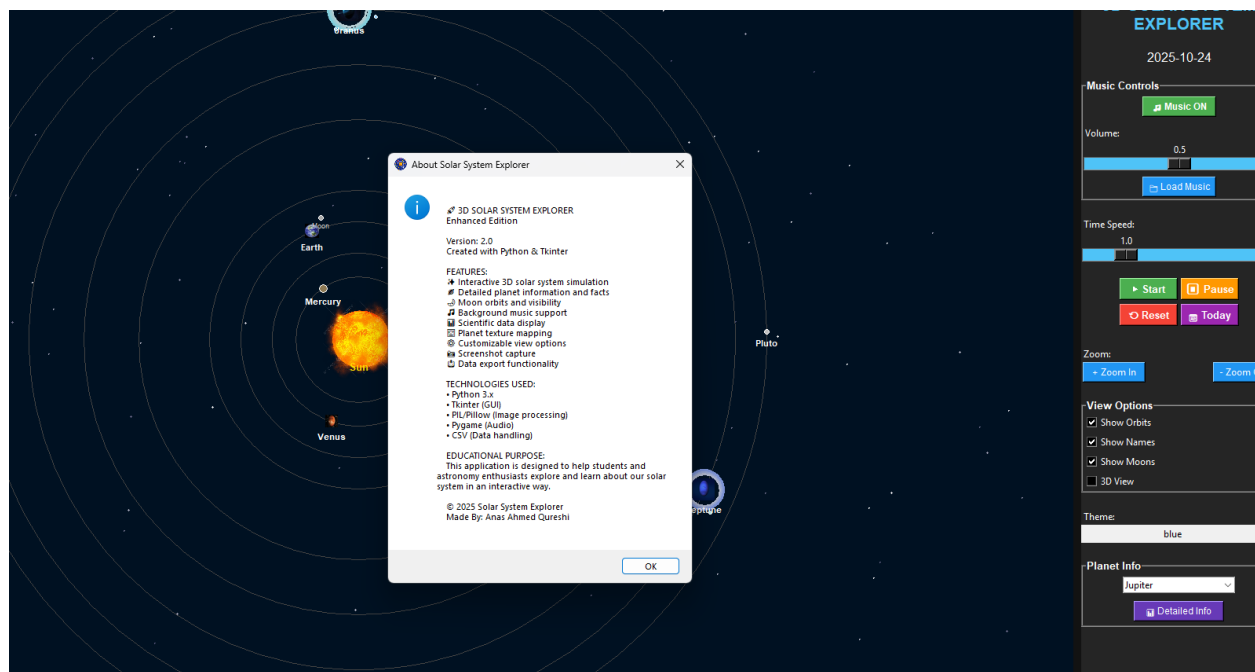 Uranus
Moon
Earth
Mercury
Sun
Venus
Pluto
About Solar System Explorer
3D SOLAR SYSTEM EXPLORER
Enhanced Edition
Version: 2.0
Created with Python & Tkinter
FEATURES:
Interactive 3D solar system simulation
Detailed planet information and facts
Moon orbits and visibility
Background music support
Scientific data display
Planet texture mapping
Customizable view options
Screenshot capture
Data export functionality
TECHNOLOGIES USED:
• Python 3.x
• Tkinter (GUI)
• PIL/Pillow (Image processing)
• Pygame (Audio)
• CSV (Data handling)
EDUCATIONAL PURPOSE:
This application is designed to help students and
astronomy enthusiasts explore and learn about our solar
system in an interactive way.
© 2025 Solar System Explorer
Made By: Anas Ahmed Qureshi
OK
eptune
3D SOLAR SYSTEM
EXPLORER
2025-10-24
Music Controls
Music ON
Volume:
0.5
Load Music
Time Speed:
1.0
Start
Pause
Reset
Today
Zoom:
+ Zoom In
- Zoom
View Options
Show Orbits
Show Names
Show Moons
3D View
Theme:
blue
Planet Info
Jupiter
Detailed Info